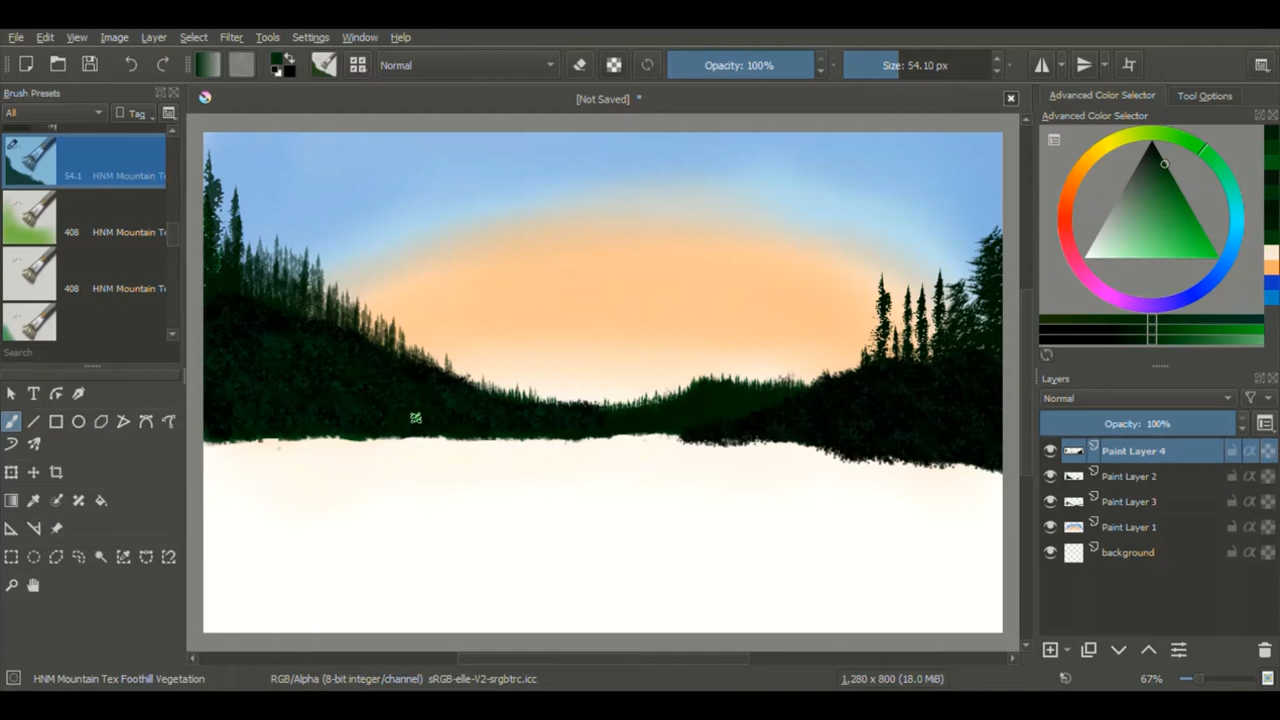 File Edit View Image Layer Select Filter Tools Settings Window Help
Normal Opacity: 100% Size: 54.10 px
Brush Presets
[Not Saved] *
Advanced Color Selector Tool Options
All Tag
Advanced Color Selector
54.1 HNM Mountain Te
408 HNM Mountain Te
408 HNM Mountain Te
Search
Layers
Normal
Opacity: 100%
Paint Layer 4
Paint Layer 2
Paint Layer 3
Paint Layer 1
background
HNM Mountain Tex Foothill Vegetation RGB/Alpha (8-bit integer/channel) sRGB-elle-V2-srgbtrc.icc 1,280 x 800 (18.0 MiB) 67%